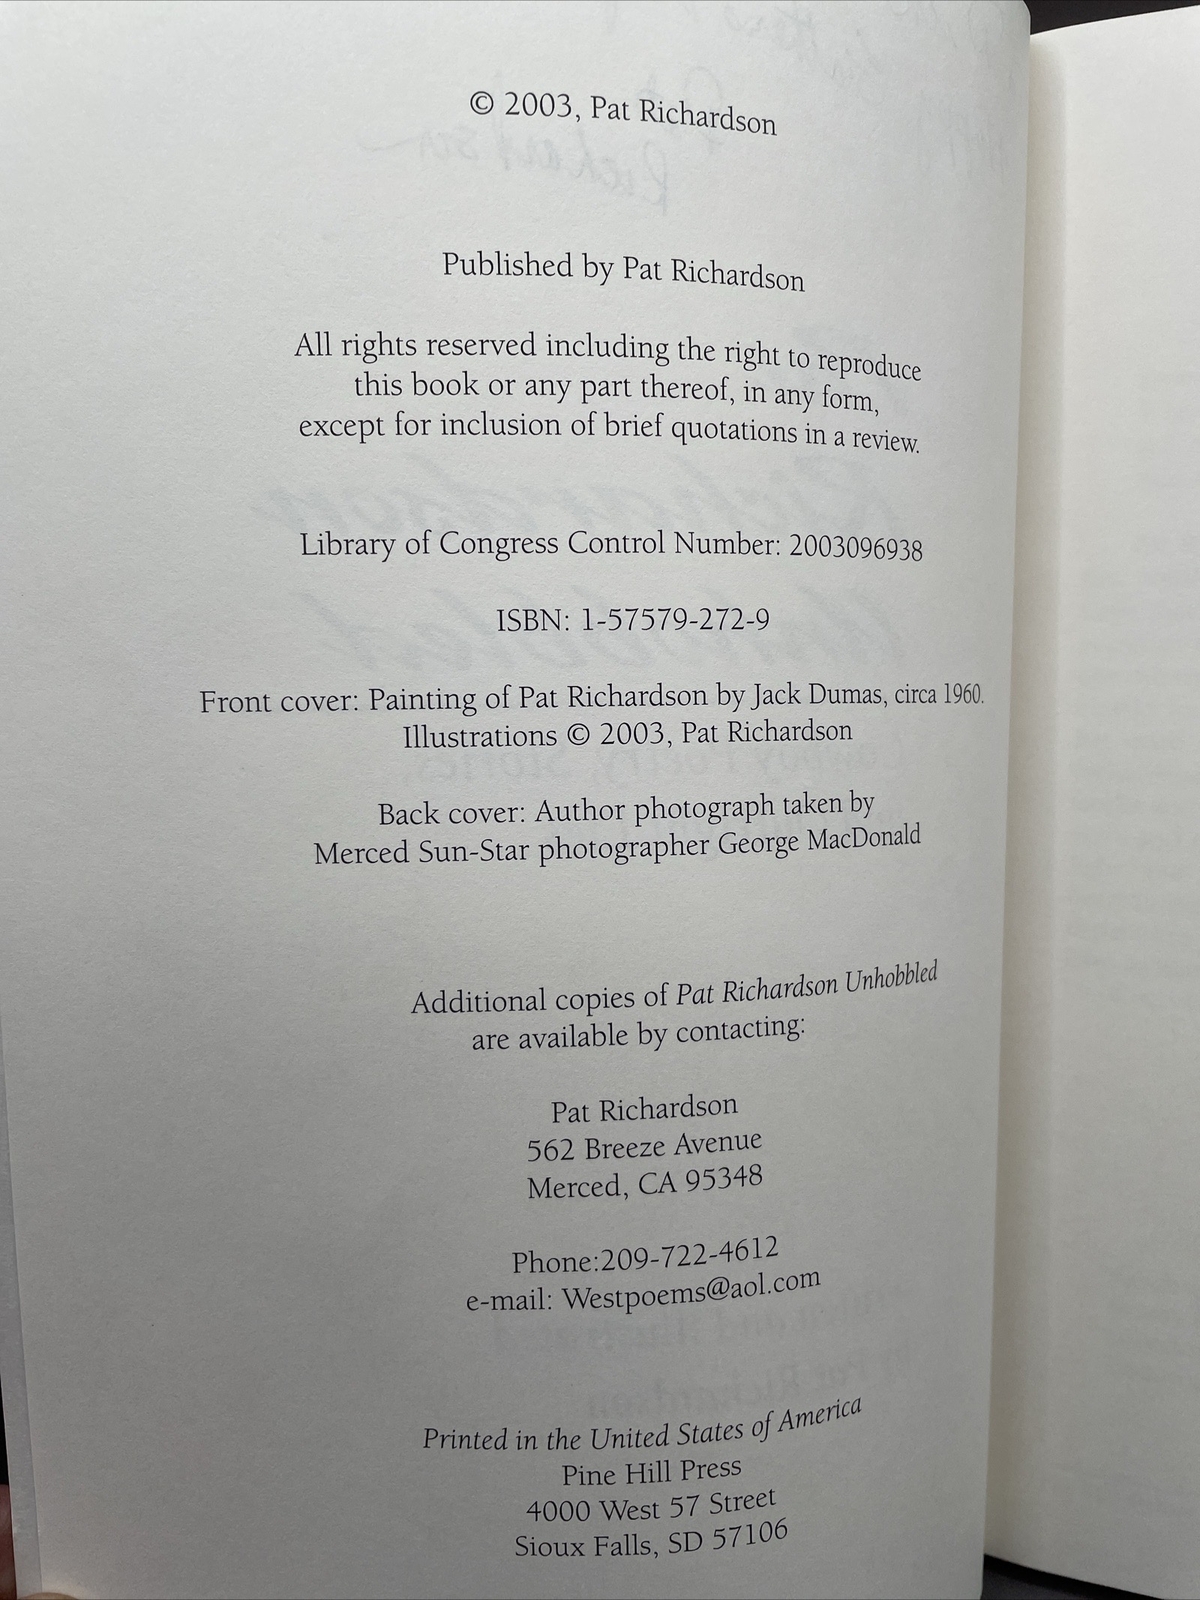 © 2003, Pat Richardson
Published by Pat Richardson
All rights reserved including the right to reproduce
this book or any part thereof, in any form,
except for inclusion of brief quotations in a review.
Library of Congress Control Number: 2003096938
ISBN: 1-57579-272-9
Front cover: Painting of Pat Richardson by Jack Dumas, circa 1960.
Illustrations © 2003, Pat Richardson
Back cover: Author photograph taken by
Merced Sun-Star photographer George MacDonald
Additional copies of Pat Richardson Unhobbled
are available by contacting:
Pat Richardson
562 Breeze Avenue
Merced, CA 95348
Phone:209-722-4612
e-mail: Westpoems@aol.com
Printed in the United States of America
Pine Hill Press
4000 West 57 Street
Sioux Falls, SD 57106